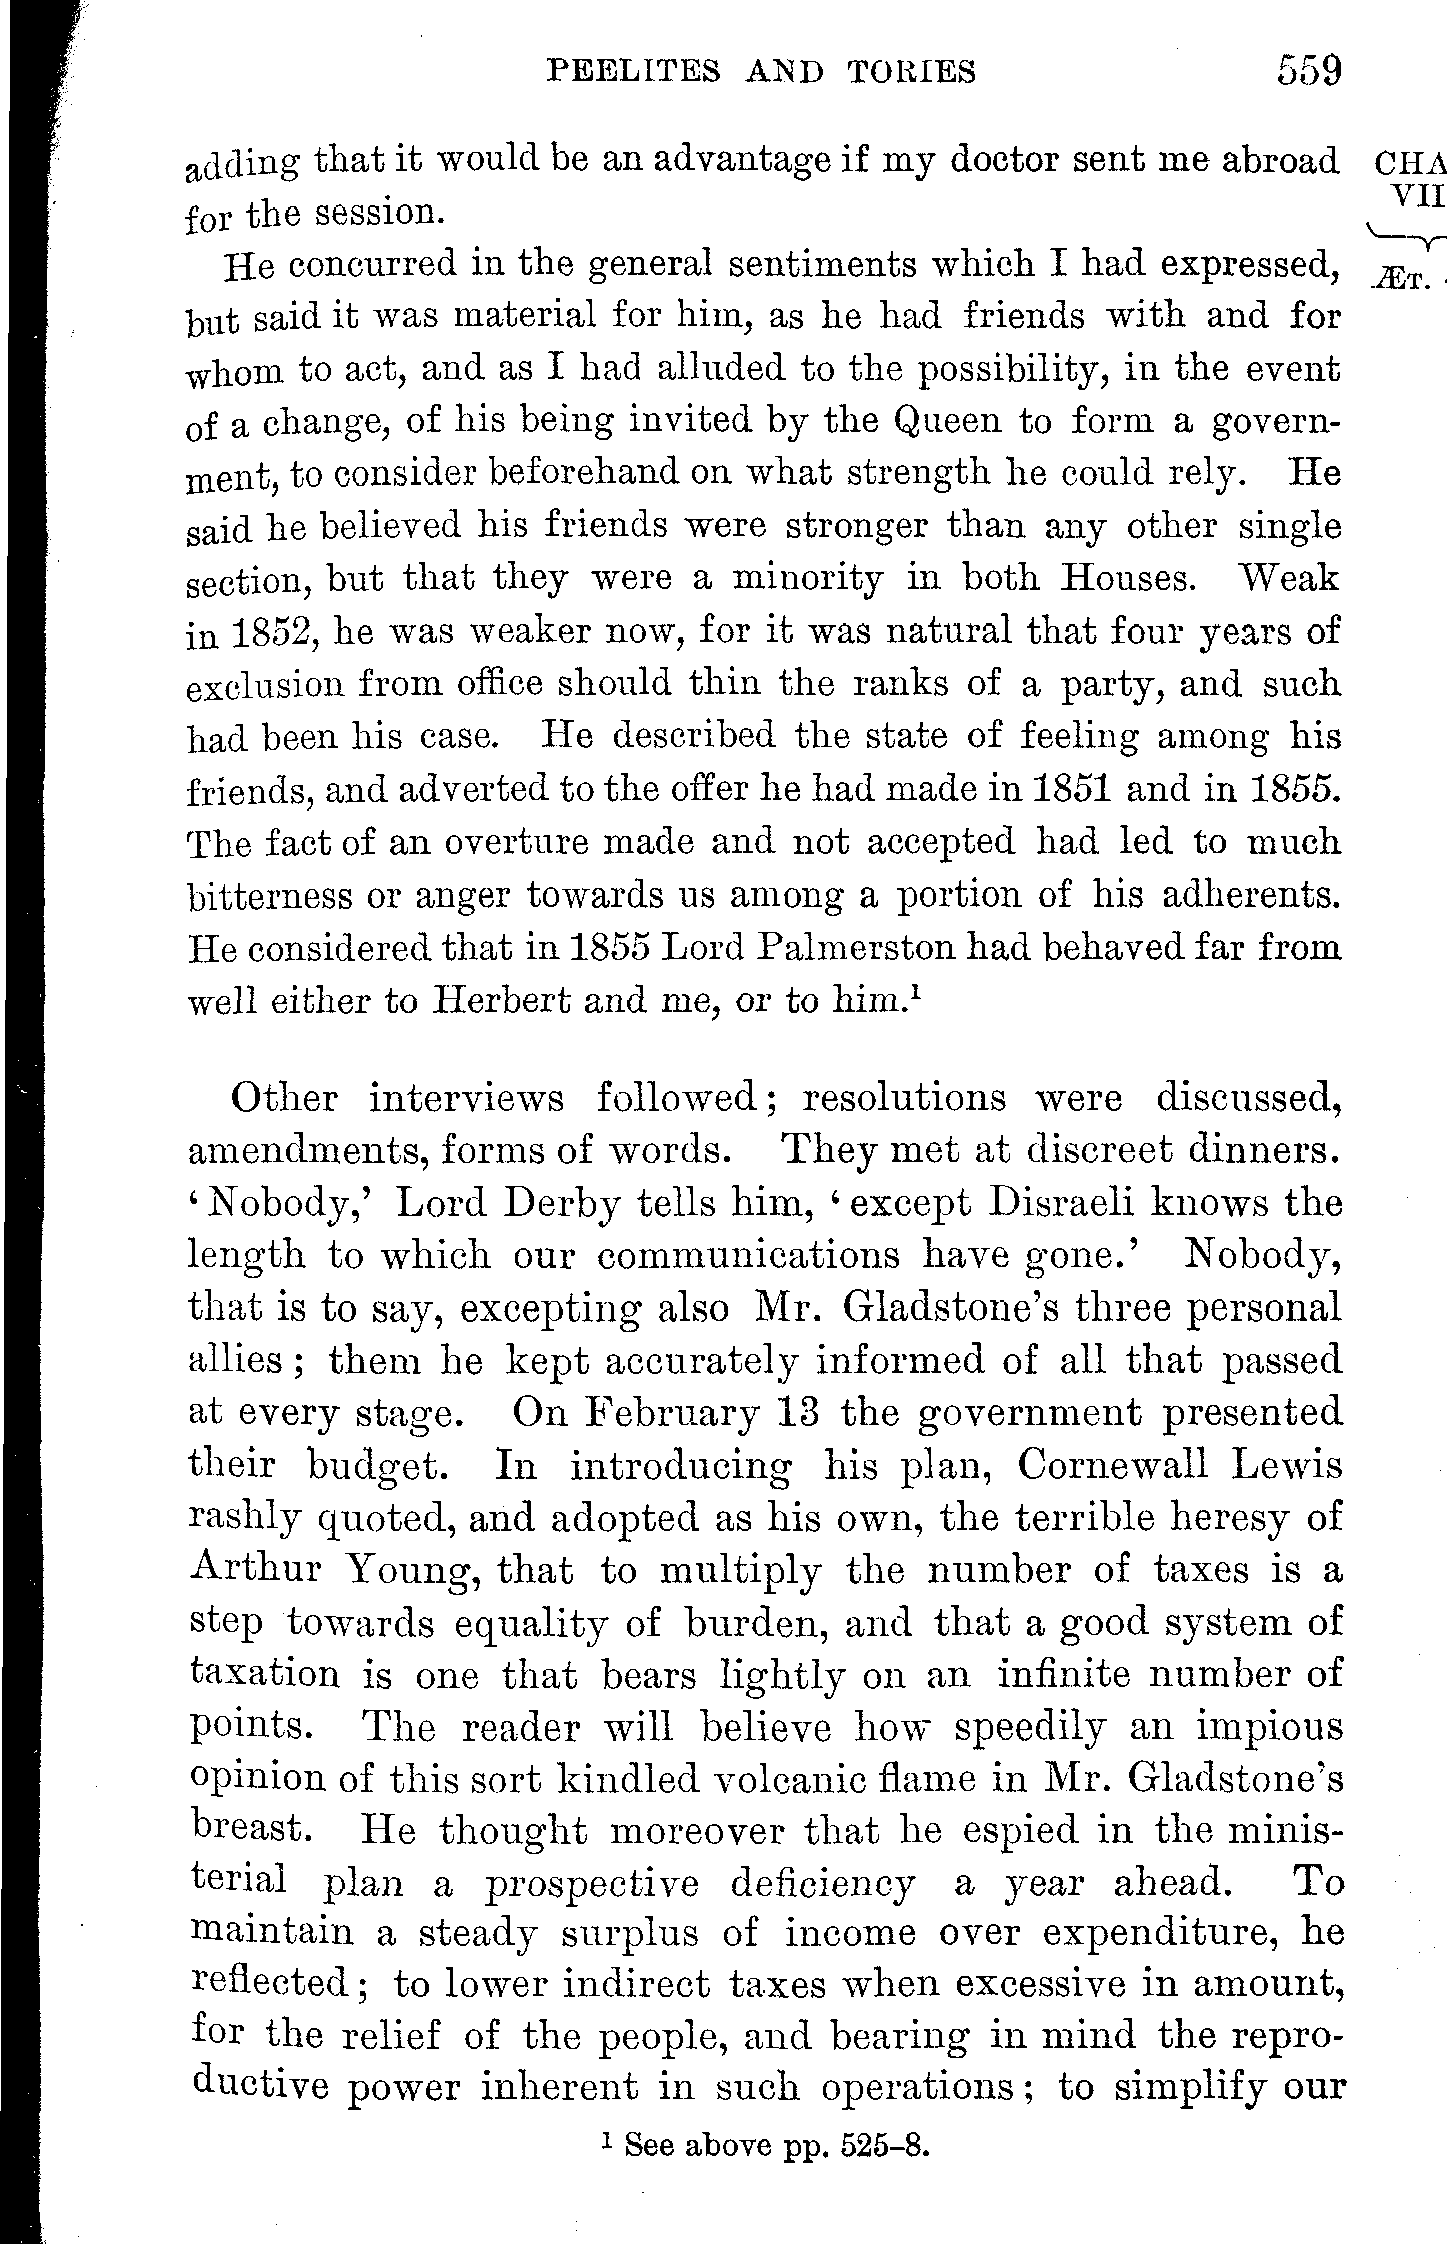 PEELITES AND TORIES 559
adding that it would be an advantage if my doctor sent me abroad
for the session.
CHA
VII
ÆT.
He concurred in the general sentiments which I had expressed,
but said it was material for him, as he had friends with and for
whom to act, and as I had alluded to the possibility, in the event
of a change, of his being invited by the Queen to form a govern-
ment, to consider beforehand on what strength he could rely. He
said he believed his friends were stronger than any other single
section, but that they were a minority in both Houses. Weak
in 1852, he was weaker now, for it was natural that four years of
exclusion from office should thin the ranks of a party, and such
had been his case. He described the state of feeling among his
friends, and adverted to the offer he had made in 1851 and in 1855.
The fact of an overture made and not accepted had led to much
bitterness or anger towards us among a portion of his adherents.
He considered that in 1855 Lord Palmerston had behaved far from
well either to Herbert and me, or to him.¹
Other interviews followed; resolutions were discussed,
amendments, forms of words. They met at discreet dinners.
‘Nobody,’ Lord Derby tells him, ‘except Disraeli knows the
length to which our communications have gone.’ Nobody,
that is to say, excepting also Mr. Gladstone's three personal
allies; them he kept accurately informed of all that passed
at every stage. On February 13 the government presented
their budget. In introducing his plan, Cornewall Lewis
rashly quoted, and adopted as his own, the terrible heresy of
Arthur Young, that to multiply the number of taxes is a
step towards equality of burden, and that a good system of
taxation is one that bears lightly on an infinite number of
points. The reader will believe how speedily an impious
opinion of this sort kindled volcanic flame in Mr. Gladstone's
breast. He thought moreover that he espied in the minis-
terial plan a prospective deficiency a year ahead. To
maintain a steady surplus of income over expenditure, he
reflected; to lower indirect taxes when excessive in amount,
for the relief of the people, and bearing in mind the repro-
ductive power inherent in such operations; to simplify our
¹ See above pp. 525–8.